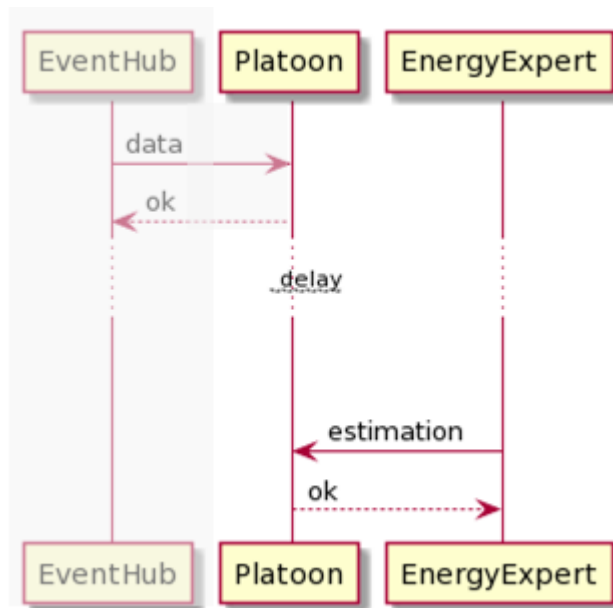 EventHub Platoon EnergyExpert
data
ok
delay
estimation
ok
EventHub Platoon EnergyExpert